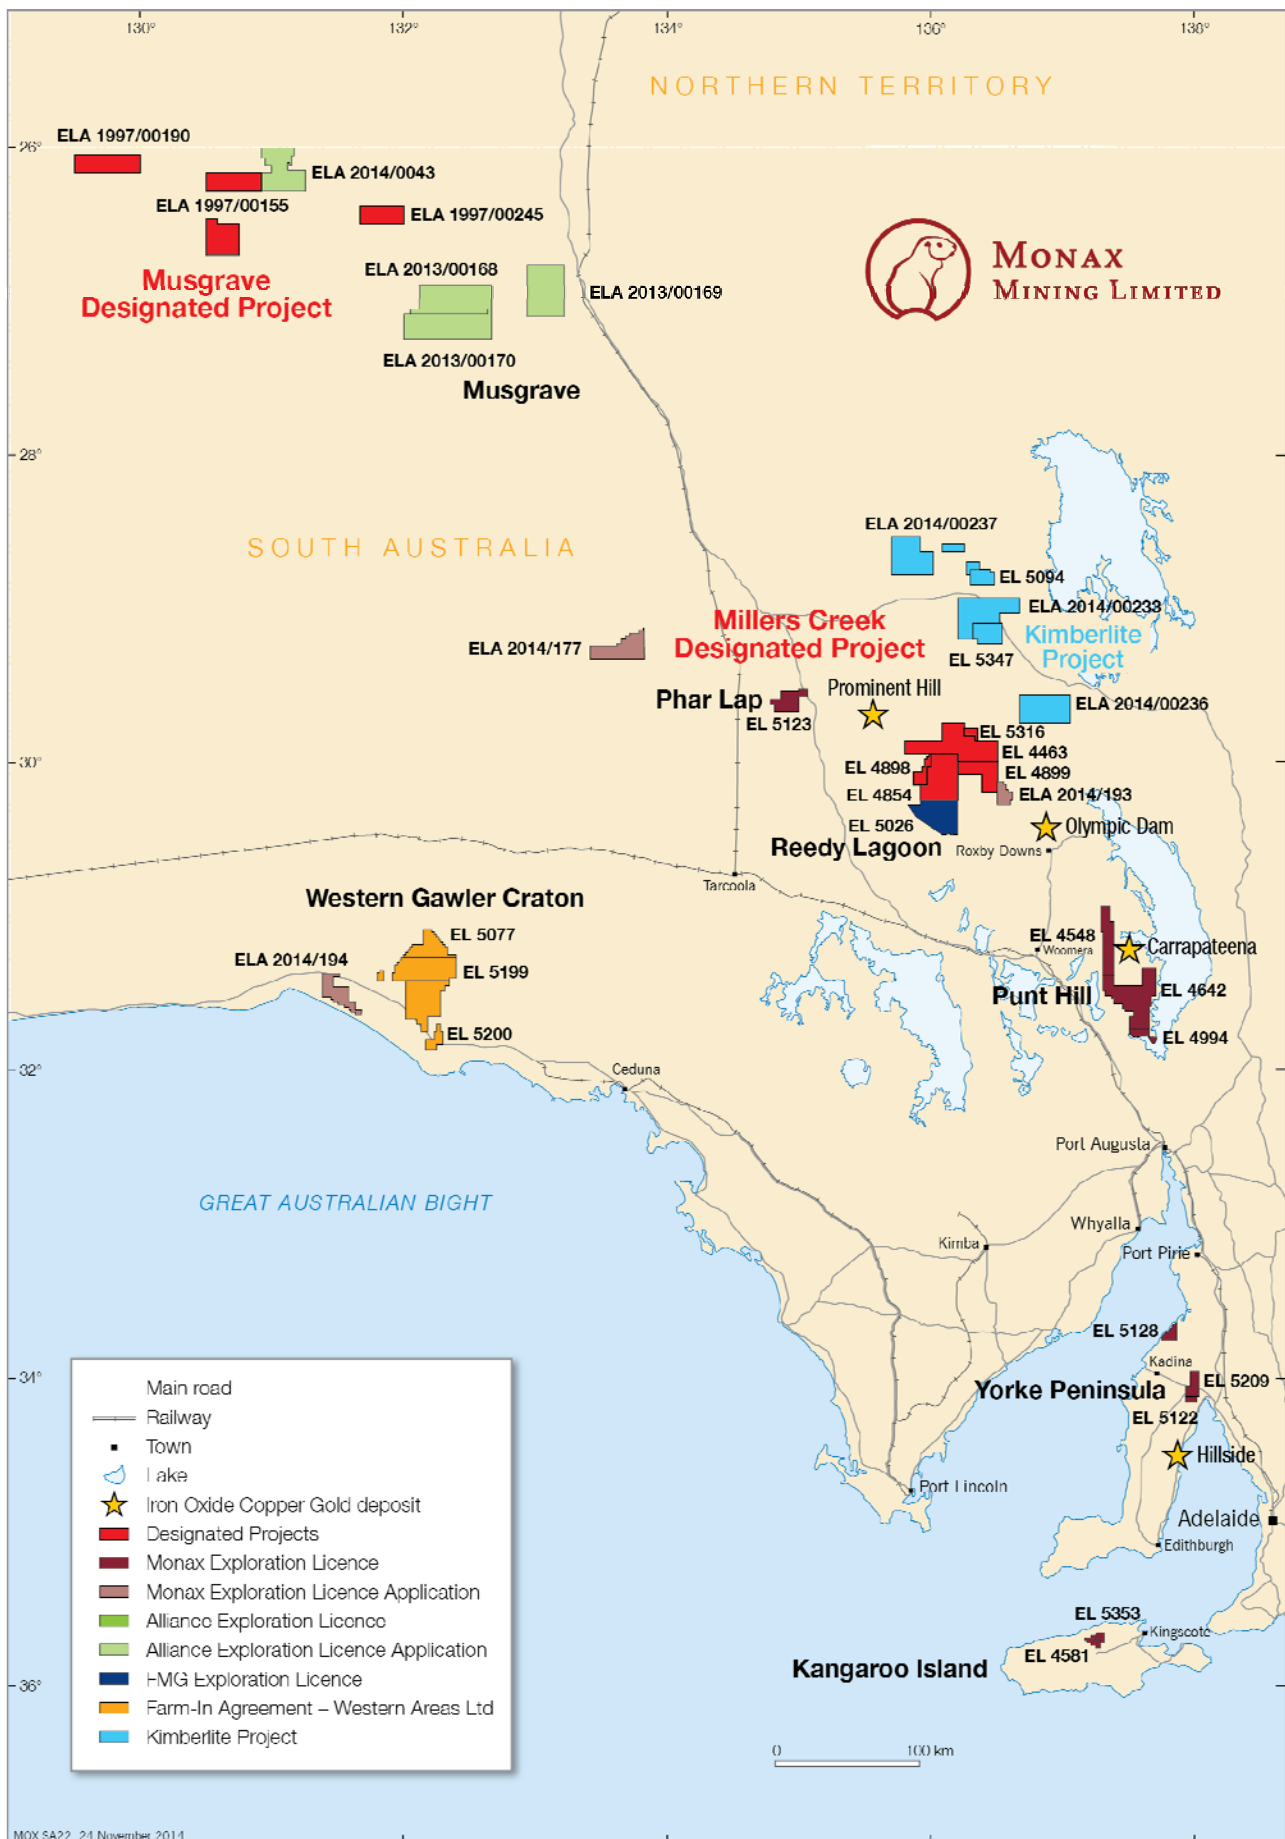 130°
132°
134°
136°
138°
NORTHERN TERRITORY
26°
ELA 1997/00190
ELA 2014/0043
ELA 1997/00155
ELA 1997/00245
Musgrave
Designated Project
ELA 2013/00168
ELA 2013/00169
ELA 2013/00170
Musgrave
MONAX
MINING LIMITED
28°
SOUTH AUSTRALIA
ELA 2014/00237
EL 5094
ELA 2014/00233
Millers Creek
Designated Project
Kimberlite
Project
EL 5347
ELA 2014/177
Phar Lap
EL 5123
Prominent Hill
ELA 2014/00236
30°
EL 5316
EL 4463
EL 4898
EL 4899
EL 4854
ELA 2014/193
EL 5026
Olympic Dam
Reedy Lagoon
Roxby Downs
Tarcoola
Western Gawler Craton
EL 5077
ELA 2014/194
EL 5199
EL 5200
EL 4548
Woomera
Carrapateena
Punt Hill
EL 4642
EL 4994
32°
Ceduna
Port Augusta
GREAT AUSTRALIAN BIGHT
Whyalla
Kimba
Port Pirie
EL 5128
Kadina
34°
Yorke Peninsula
EL 5209
EL 5122
Hillside
Port Lincoln
Adelaide
Edithburgh
EL 5353
Kingscote
EL 4581
Kangaroo Island
36°
Main road
Railway
Town
Lake
Iron Oxide Copper Gold deposit
Designated Projects
Monax Exploration Licence
Monax Exploration Licence Application
Alliance Exploration Licence
Alliance Exploration Licence Application
FMG Exploration Licence
Farm-In Agreement – Western Areas Ltd
Kimberlite Project
0 100 km
MOX SA22 24 November 2014